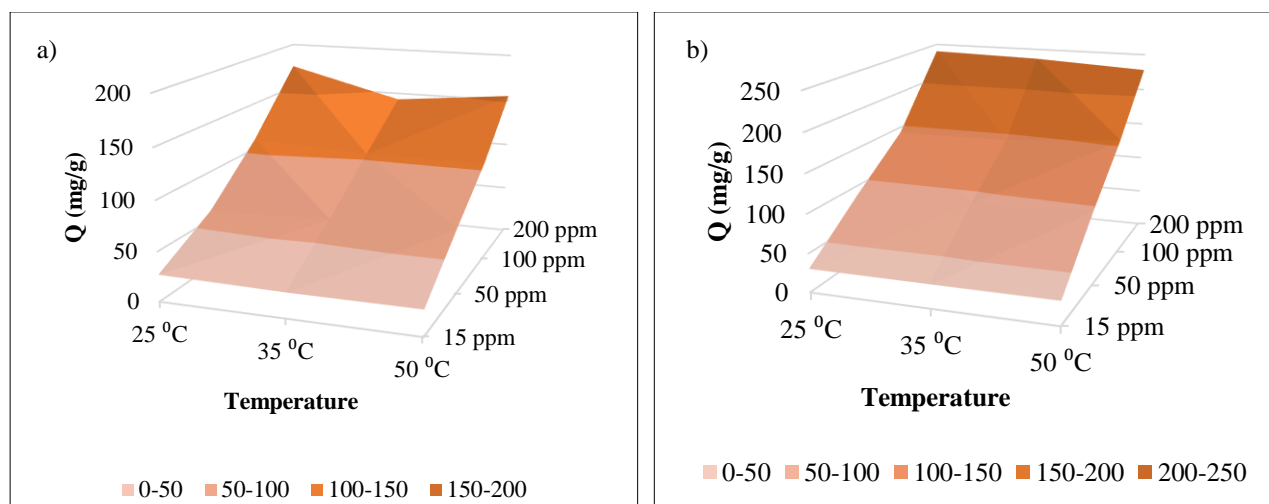 a)
200
150
100
50
0
Q (mg/g)
25 ⁰C
35 ⁰C
50 ⁰C
200 ppm
100 ppm
50 ppm
15 ppm
Temperature
0-50 50-100 100-150 150-200
b)
250
200
150
100
50
0
Q (mg/g)
25 ⁰C
35 ⁰C
50 ⁰C
200 ppm
100 ppm
50 ppm
15 ppm
Temperature
0-50 50-100 100-150 150-200 200-250